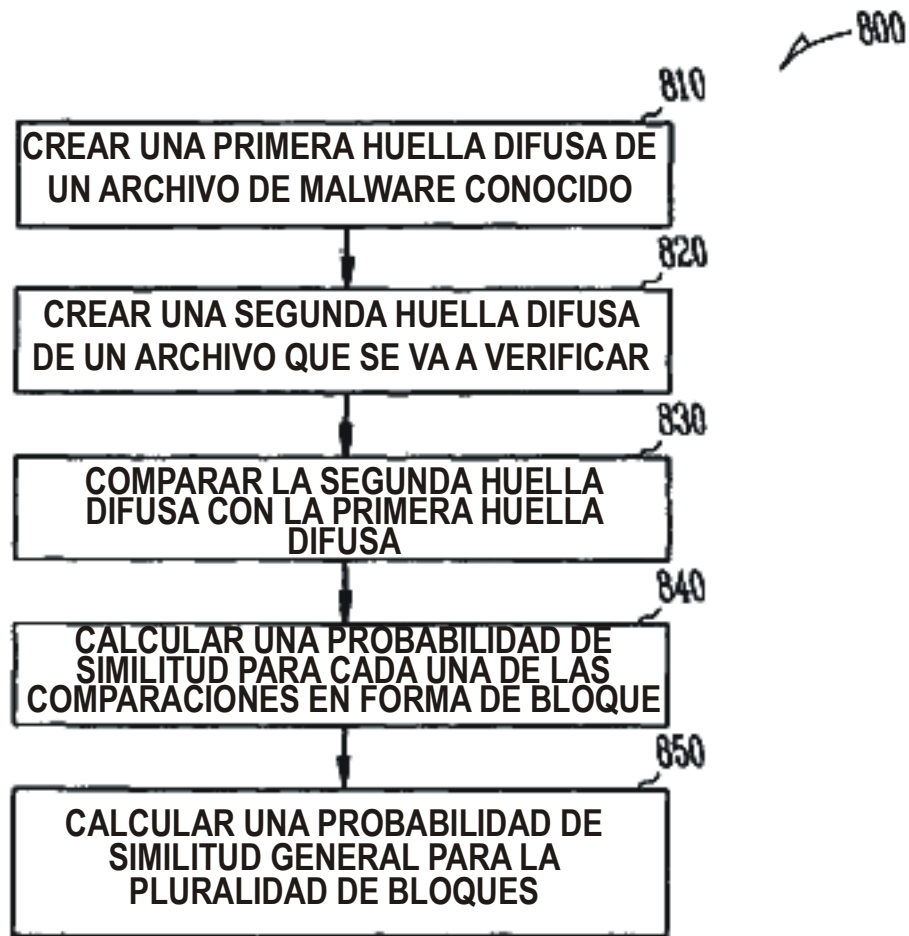 800
810
CREAR UNA PRIMERA HUELLA DIFUSA DE
UN ARCHIVO DE MALWARE CONOCIDO
820
CREAR UNA SEGUNDA HUELLA DIFUSA
DE UN ARCHIVO QUE SE VA A VERIFICAR
830
COMPARAR LA SEGUNDA HUELLA
DIFUSA CON LA PRIMERA HUELLA
DIFUSA
840
CALCULAR UNA PROBABILIDAD DE
SIMILITUD PARA CADA UNA DE LAS
COMPARACIONES EN FORMA DE BLOQUE
850
CALCULAR UNA PROBABILIDAD DE
SIMILITUD GENERAL PARA LA
PLURALIDAD DE BLOQUES